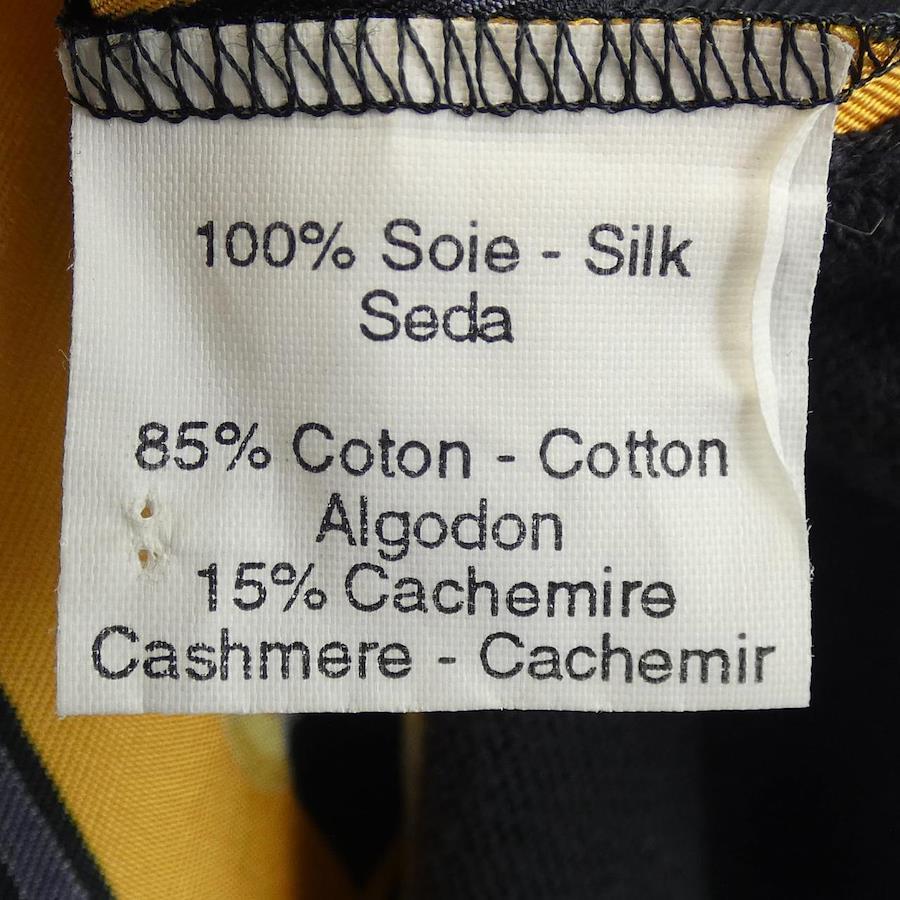 100% Soie - Silk
Seda
85% Coton - Cotton
Algodon
15% Cachemire
Cashmere - Cachemir